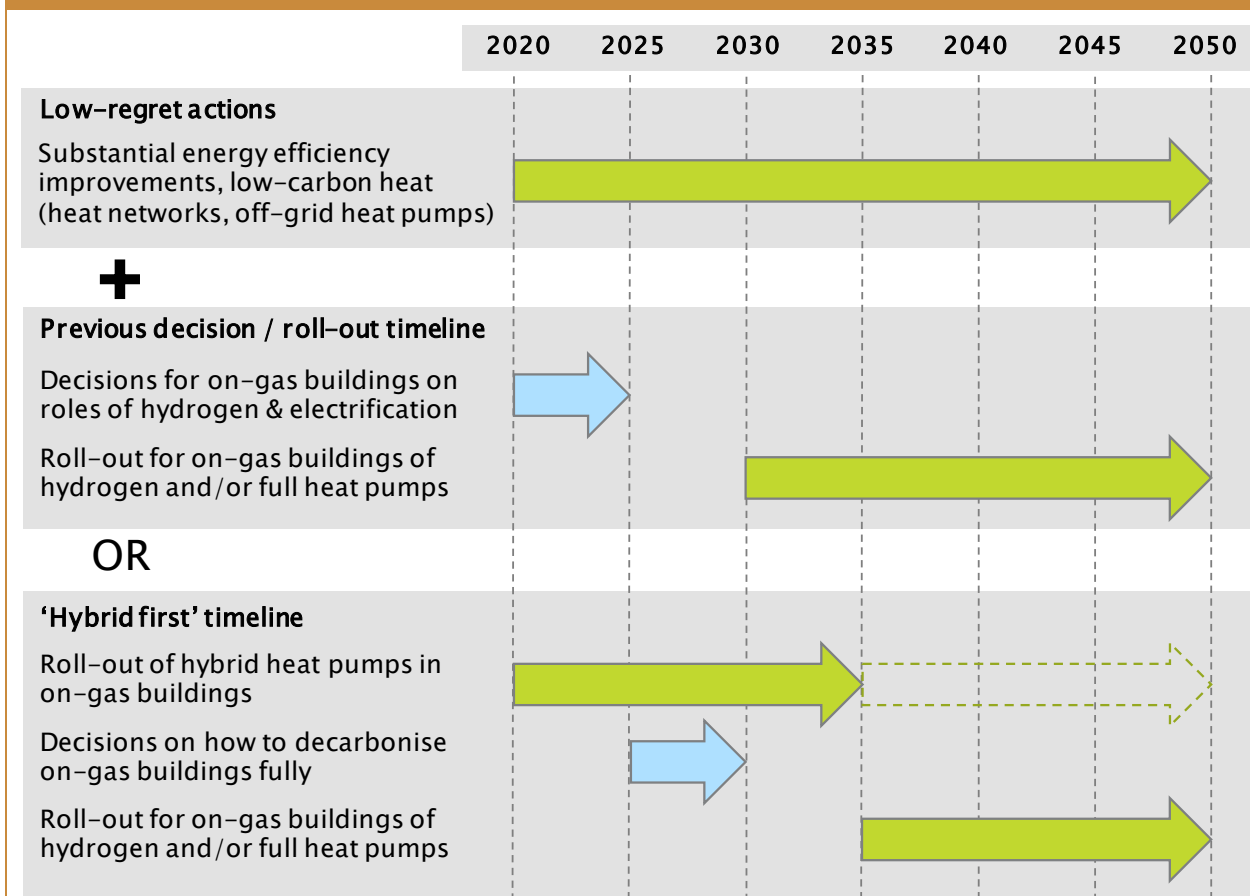 2020 2025 2030 2035 2040 2045 2050
Low-regret actions
Substantial energy efficiency
improvements, low-carbon heat
(heat networks, off-grid heat pumps)
+
Previous decision / roll-out timeline
Decisions for on-gas buildings on
roles of hydrogen & electrification
Roll-out for on-gas buildings of
hydrogen and/or full heat pumps
OR
‘Hybrid first’ timeline
Roll-out of hybrid heat pumps in
on-gas buildings
Decisions on how to decarbonise
on-gas buildings fully
Roll-out for on-gas buildings of
hydrogen and/or full heat pumps